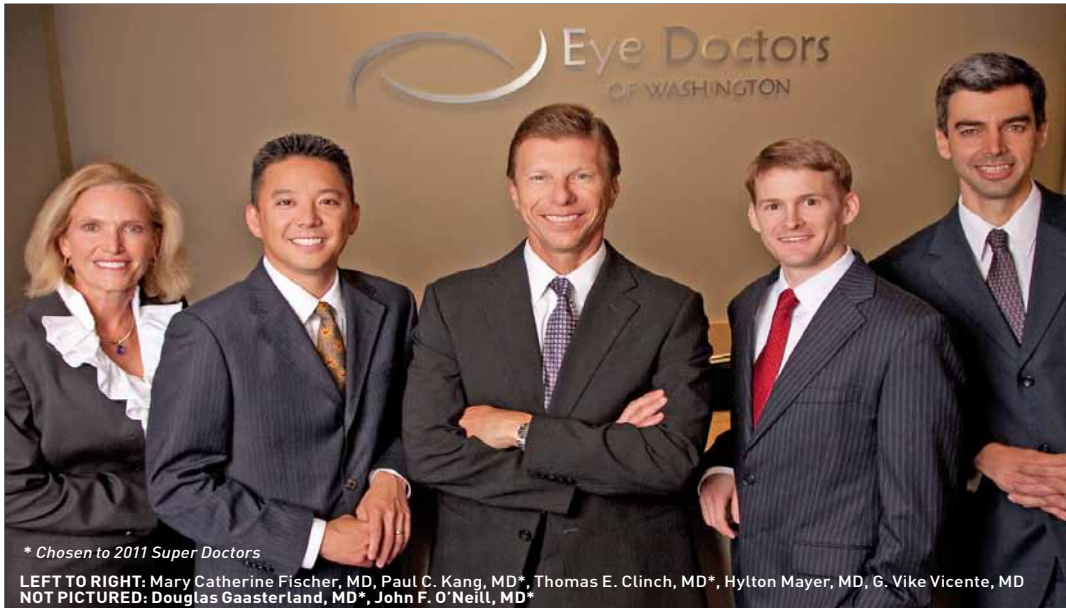 Eye Doctors
OF WASHINGTON
* Chosen to 2011 Super Doctors
LEFT TO RIGHT: Mary Catherine Fischer, MD, Paul C. Kang, MD*, Thomas E. Clinch, MD*, Hylton Mayer, MD, G. Vike Vicente, MD
NOT PICTURED: Douglas Gaasterland, MD*, John F. O'Neill, MD*